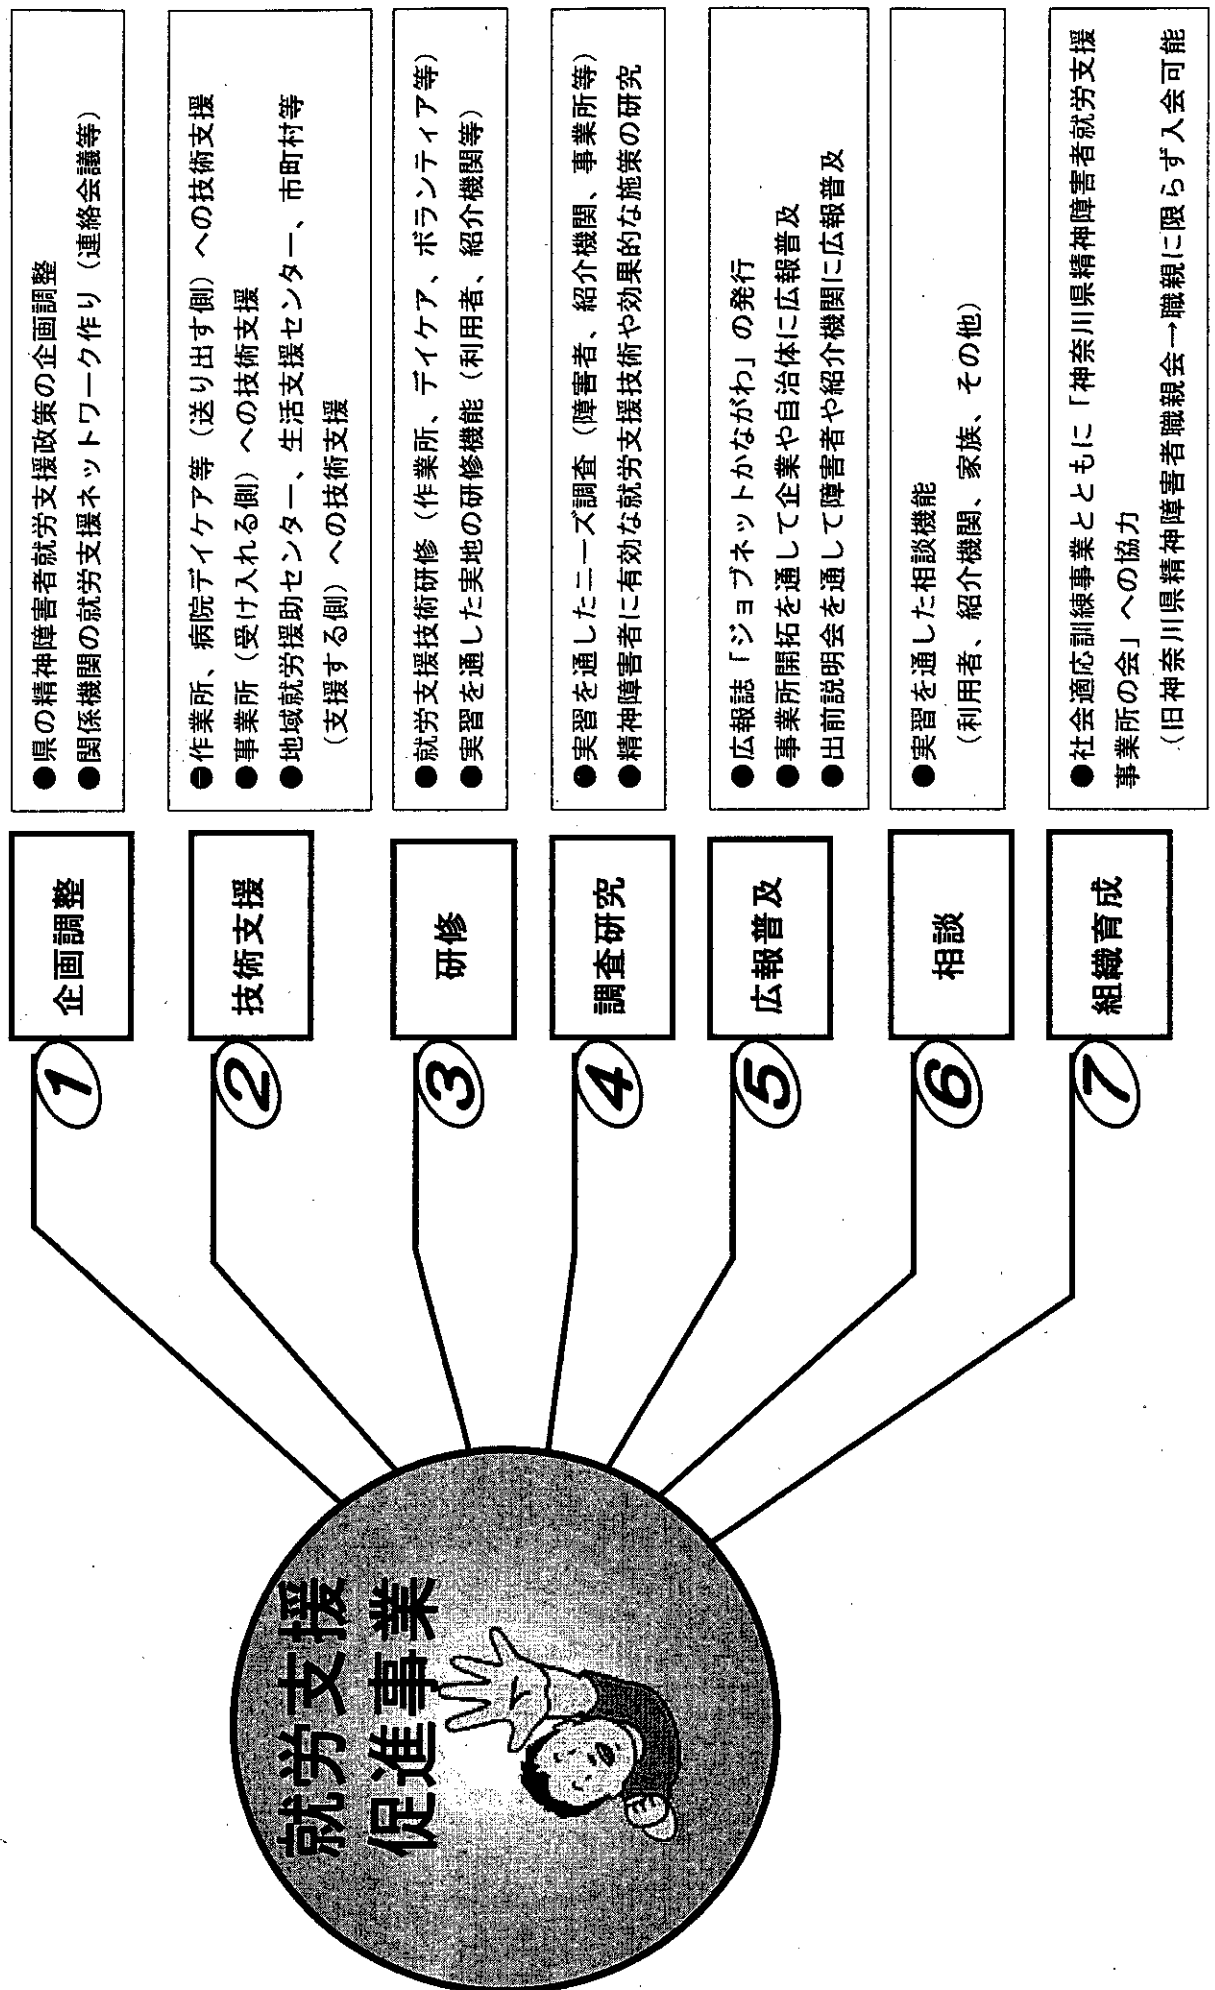 就労支援
促進事業
①
企画調整
●県の精神障害者就労支援政策の企画調整
●関係機関の就労支援ネットワーク作り（連絡会議等）
②
技術支援
●作業所、病院デイケア等（送り出す側）への技術支援
●事業所（受け入れる側）への技術支援
●地域就労援助センター、生活支援センター、市町村等
（支援する側）への技術支援
③
研修
●就労支援技術研修（作業所、デイケア、ボランティア等）
●実習を通した実地の研修機能（利用者、紹介機関等）
④
調査研究
●実習を通したニーズ調査（障害者、紹介機関、事業所等）
●精神障害者に有効な就労支援技術や効果的な施策の研究
⑤
広報普及
●広報誌「ジョブネットかながわ」の発行
●事業所開拓を通して企業や自治体に広報普及
●出前説明会を通して障害者や紹介機関に広報普及
⑥
相談
●実習を通した相談機能
（利用者、紹介機関、家族、その他）
⑦
組織育成
●社会適応訓練事業とともに「神奈川県精神障害者就労支援
事業所の会」への協力
（旧神奈川県精神障害者職親会→職親に限らず入会可能